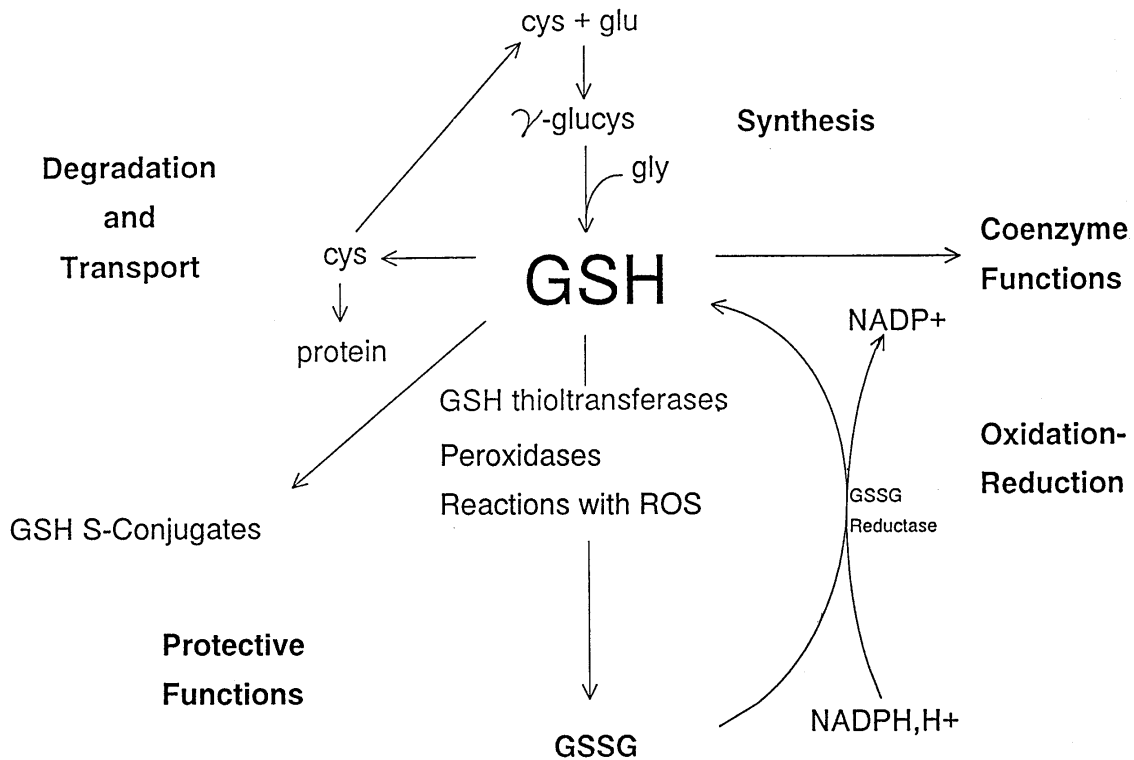 cys + glu
γ-glucys
Synthesis
gly
Degradation
and
Transport
cys
protein
GSH
Coenzyme
Functions
NADP+
GSH thioltransferases
Peroxidases
Reactions with ROS
Oxidation-
Reduction
GSSG
Reductase
GSH S-Conjugates
Protective
Functions
NADPH,H+
GSSG